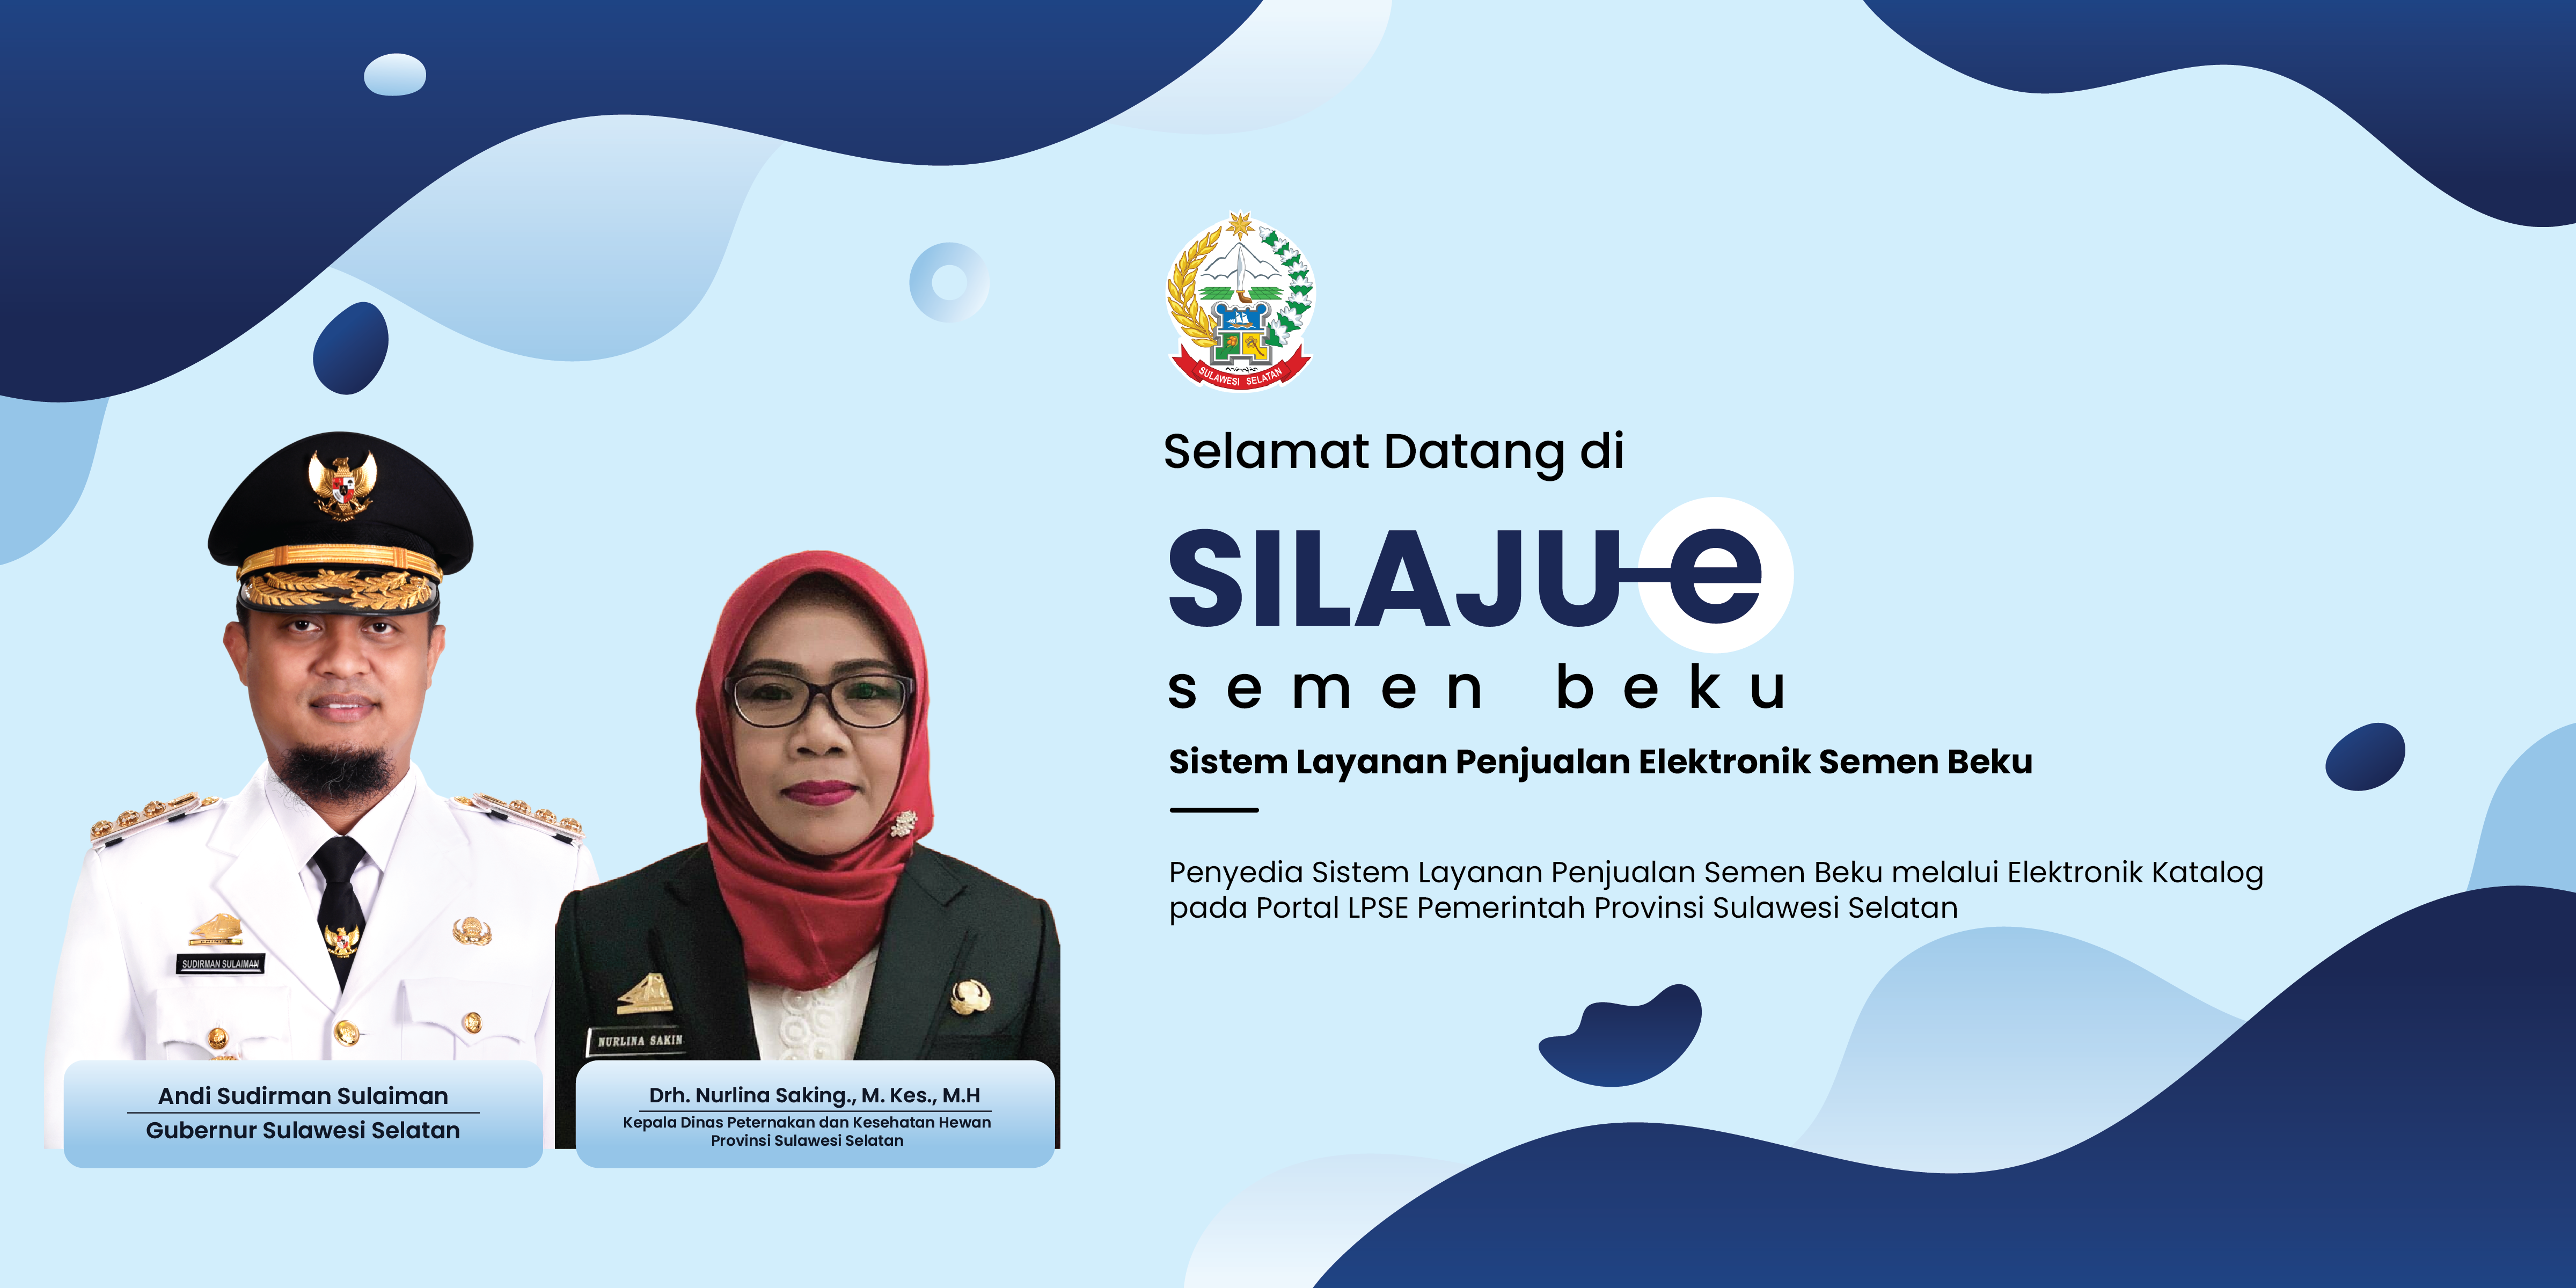 SULAWESI SELATAN
Selamat Datang di
SILAJU-e
semen beku
Sistem Layanan Penjualan Elektronik Semen Beku
Penyedia Sistem Layanan Penjualan Semen Beku melalui Elektronik Katalog
pada Portal LPSE Pemerintah Provinsi Sulawesi Selatan
SUDIRMAN SULAIMAN
NURLINA SAKIN
Andi Sudirman Sulaiman
Gubernur Sulawesi Selatan
Drh. Nurlina Saking., M. Kes., M.H
Kepala Dinas Peternakan dan Kesehatan Hewan
Provinsi Sulawesi Selatan